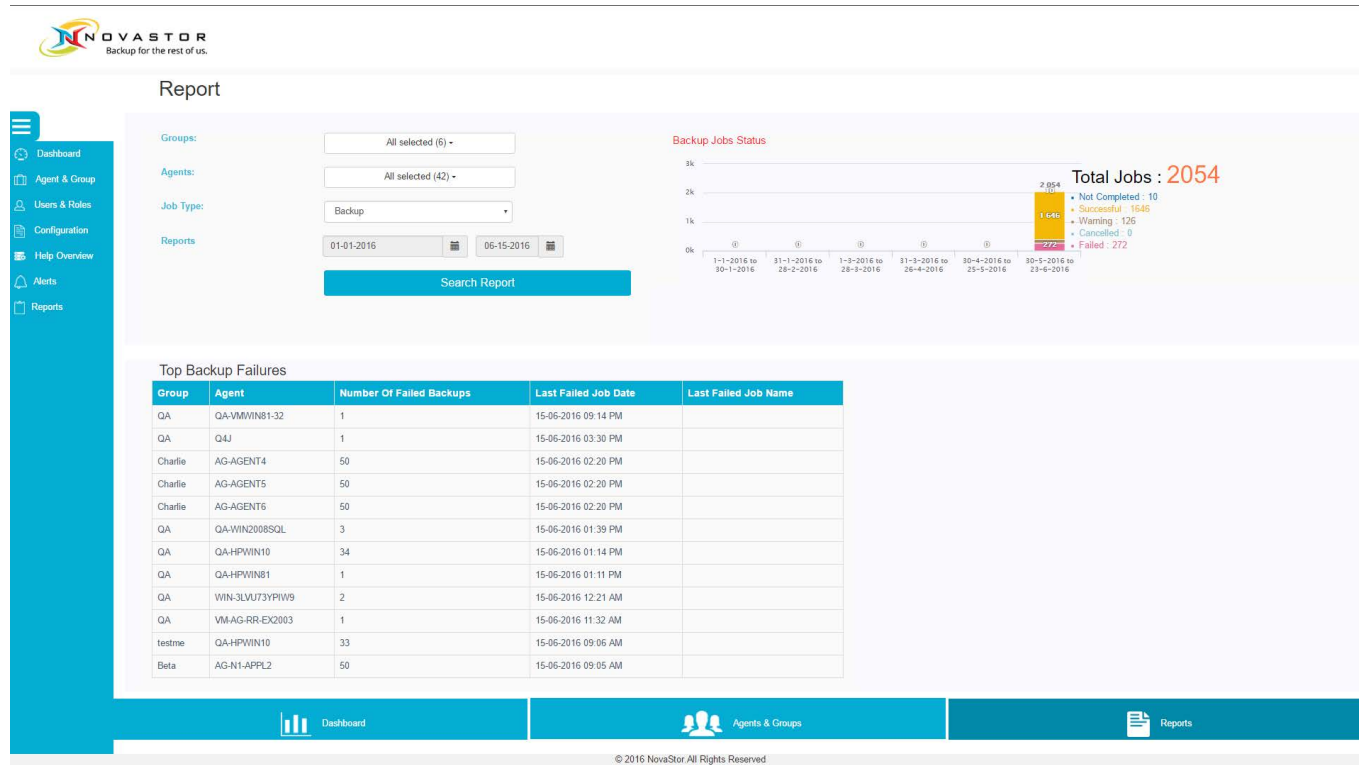 NOVASTOR
Backup for the rest of us.
Report
Dashboard
Agent & Group
Users & Roles
Configuration
Help Overview
Alerts
Reports
Groups:
All selected (6)
Agents:
All selected (42)
Job Type:
Backup
Reports
01-01-2016
06-15-2016
Search Report
Backup Jobs Status
3k
2k
1k
0k
0
0
0
0
0
2 054
10
1 646
272
1-1-2016 to 30-1-2016
31-1-2016 to 28-2-2016
1-3-2016 to 28-3-2016
31-3-2016 to 26-4-2016
30-4-2016 to 25-5-2016
30-5-2016 to 23-6-2016
Total Jobs : 2054
Not Completed : 10
Successful : 1646
Warning : 126
Cancelled : 0
Failed : 272
Top Backup Failures
Group Agent Number Of Failed Backups Last Failed Job Date Last Failed Job Name
QA QA-VMWIN81-32 1 15-06-2016 09:14 PM
QA Q4J 1 15-06-2016 03:30 PM
Charlie AG-AGENT4 50 15-06-2016 02:20 PM
Charlie AG-AGENT5 50 15-06-2016 02:20 PM
Charlie AG-AGENT6 50 15-06-2016 02:20 PM
QA QA-WIN2008SQL 3 15-06-2016 01:39 PM
QA QA-HPWIN10 34 15-06-2016 01:14 PM
QA QA-HPWIN81 1 15-06-2016 01:11 PM
QA WIN-3LVU73YPIW9 2 15-06-2016 12:21 AM
QA VM-AG-RR-EX2003 1 15-06-2016 11:32 AM
testme QA-HPWIN10 33 15-06-2016 09:06 AM
Beta AG-N1-APPL2 50 15-06-2016 09:05 AM
Dashboard
Agents & Groups
Reports
© 2016 NovaStor.All Rights Reserved